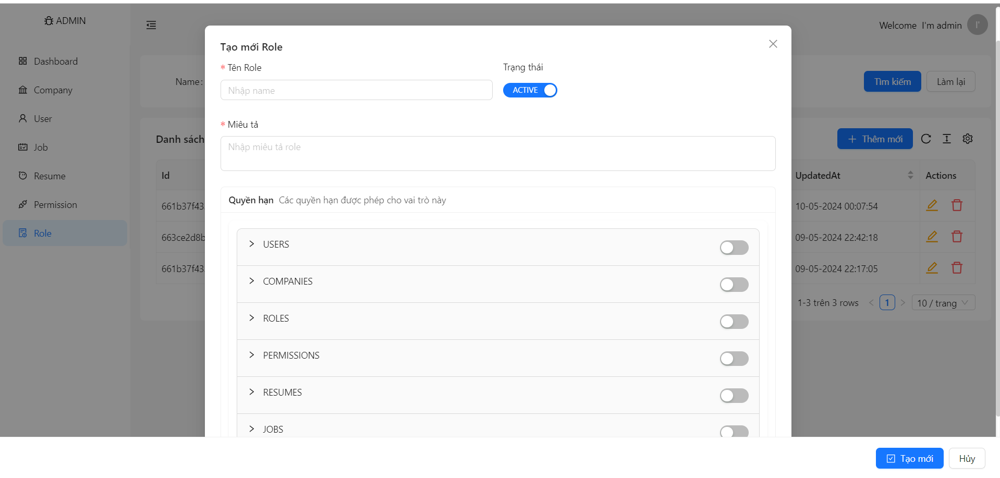 ADMIN
Dashboard
Company
User
Job
Resume
Permission
Role
Welcome I'm admin I'
Name:
Tìm kiếm
Làm lại
Danh sách
Thêm mới
Id
UpdatedAt
Actions
661b37f43
10-05-2024 00:07:54
663ce2d8b
09-05-2024 22:42:18
661b37f43
09-05-2024 22:17:05
1-3 trên 3 rows
1
10 / trang
Tạo mới Role
* Tên Role
Nhập name
Trạng thái
ACTIVE
* Miêu tả
Nhập miêu tả role
Quyền hạn Các quyền hạn được phép cho vai trò này
USERS
COMPANIES
ROLES
PERMISSIONS
RESUMES
JOBS
Tạo mới
Hủy